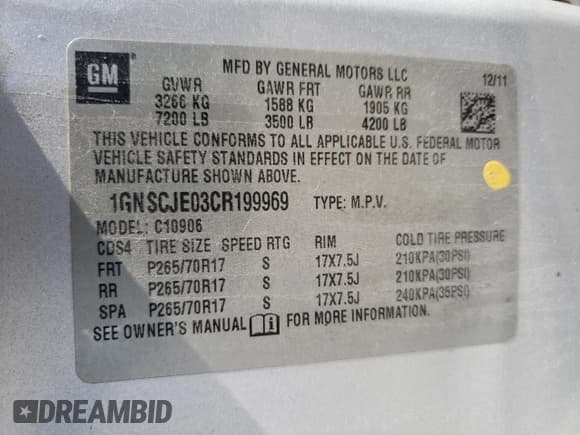 GM
MFD BY GENERAL MOTORS LLC
12/11
GVWR GAWR FRT GAWR RR
3266 KG 1588 KG 1905 KG
7200 LB 3500 LB 4200 LB
THIS VEHICLE CONFORMS TO ALL APPLICABLE U.S. FEDERAL MOTOR
VEHICLE SAFETY STANDARDS IN EFFECT ON THE DATE OF
MANUFACTURE SHOWN ABOVE.
1GNSCJE03CR199969 TYPE: M.P.V.
MODEL: C10906
CDS4 TIRE SIZE SPEED RTG RIM COLD TIRE PRESSURE
FRT P265/70R17 S 17X7.5J 210KPA(30PSI)
RR P265/70R17 S 17X7.5J 210KPA(30PSI)
SPA P265/70R17 S 17X7.5J 240KPA(35PSI)
SEE OWNER'S MANUAL i FOR MORE INFORMATION.
DREAMBID